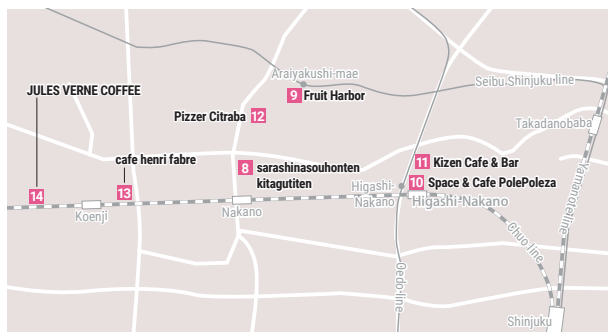 Araiyakushi-mae
Seibu Shinjuku line
JULES VERNE COFFEE
9 Fruit Harbor
Pizzer Citraba 12
Takadanobaba
cafe henri fabre
8 sarashinasouhonten
kitagutiten
11 Kizen Cafe & Bar
10 Space & Cafe PolePoleza
Higashi-
Nakano
Higashi-Nakano
14
13
Koenji
Nakano
Yamanoteline
Chuo line
Oedo-line
Shinjuku